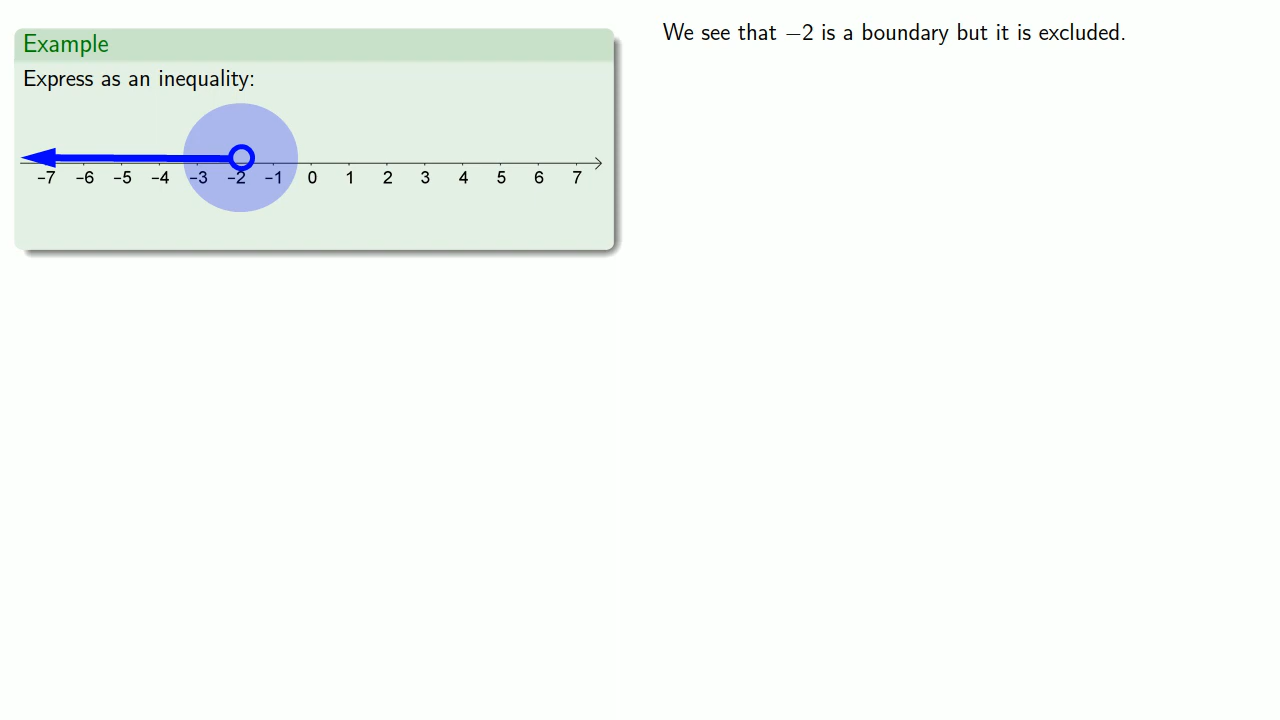 Example
Express as an inequality:
−7 −6 −5 −4 −3 −2 −1 0 1 2 3 4 5 6 7
We see that −2 is a boundary but it is excluded.